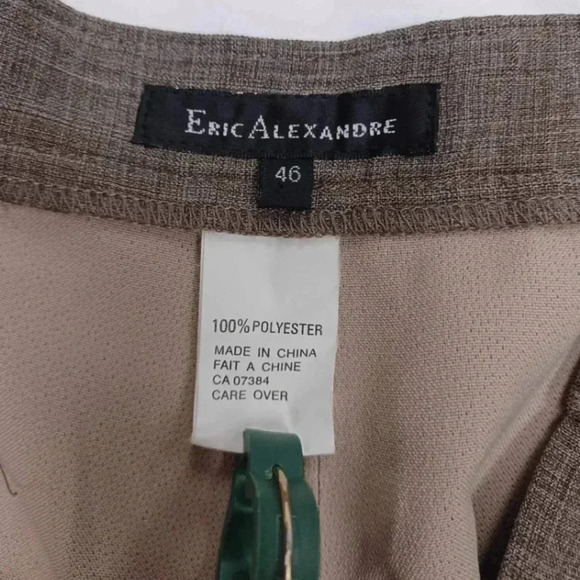 ERIC ALEXANDRE
46
100% POLYESTER
MADE IN CHINA
FAIT A CHINE
CA 07384
CARE OVER